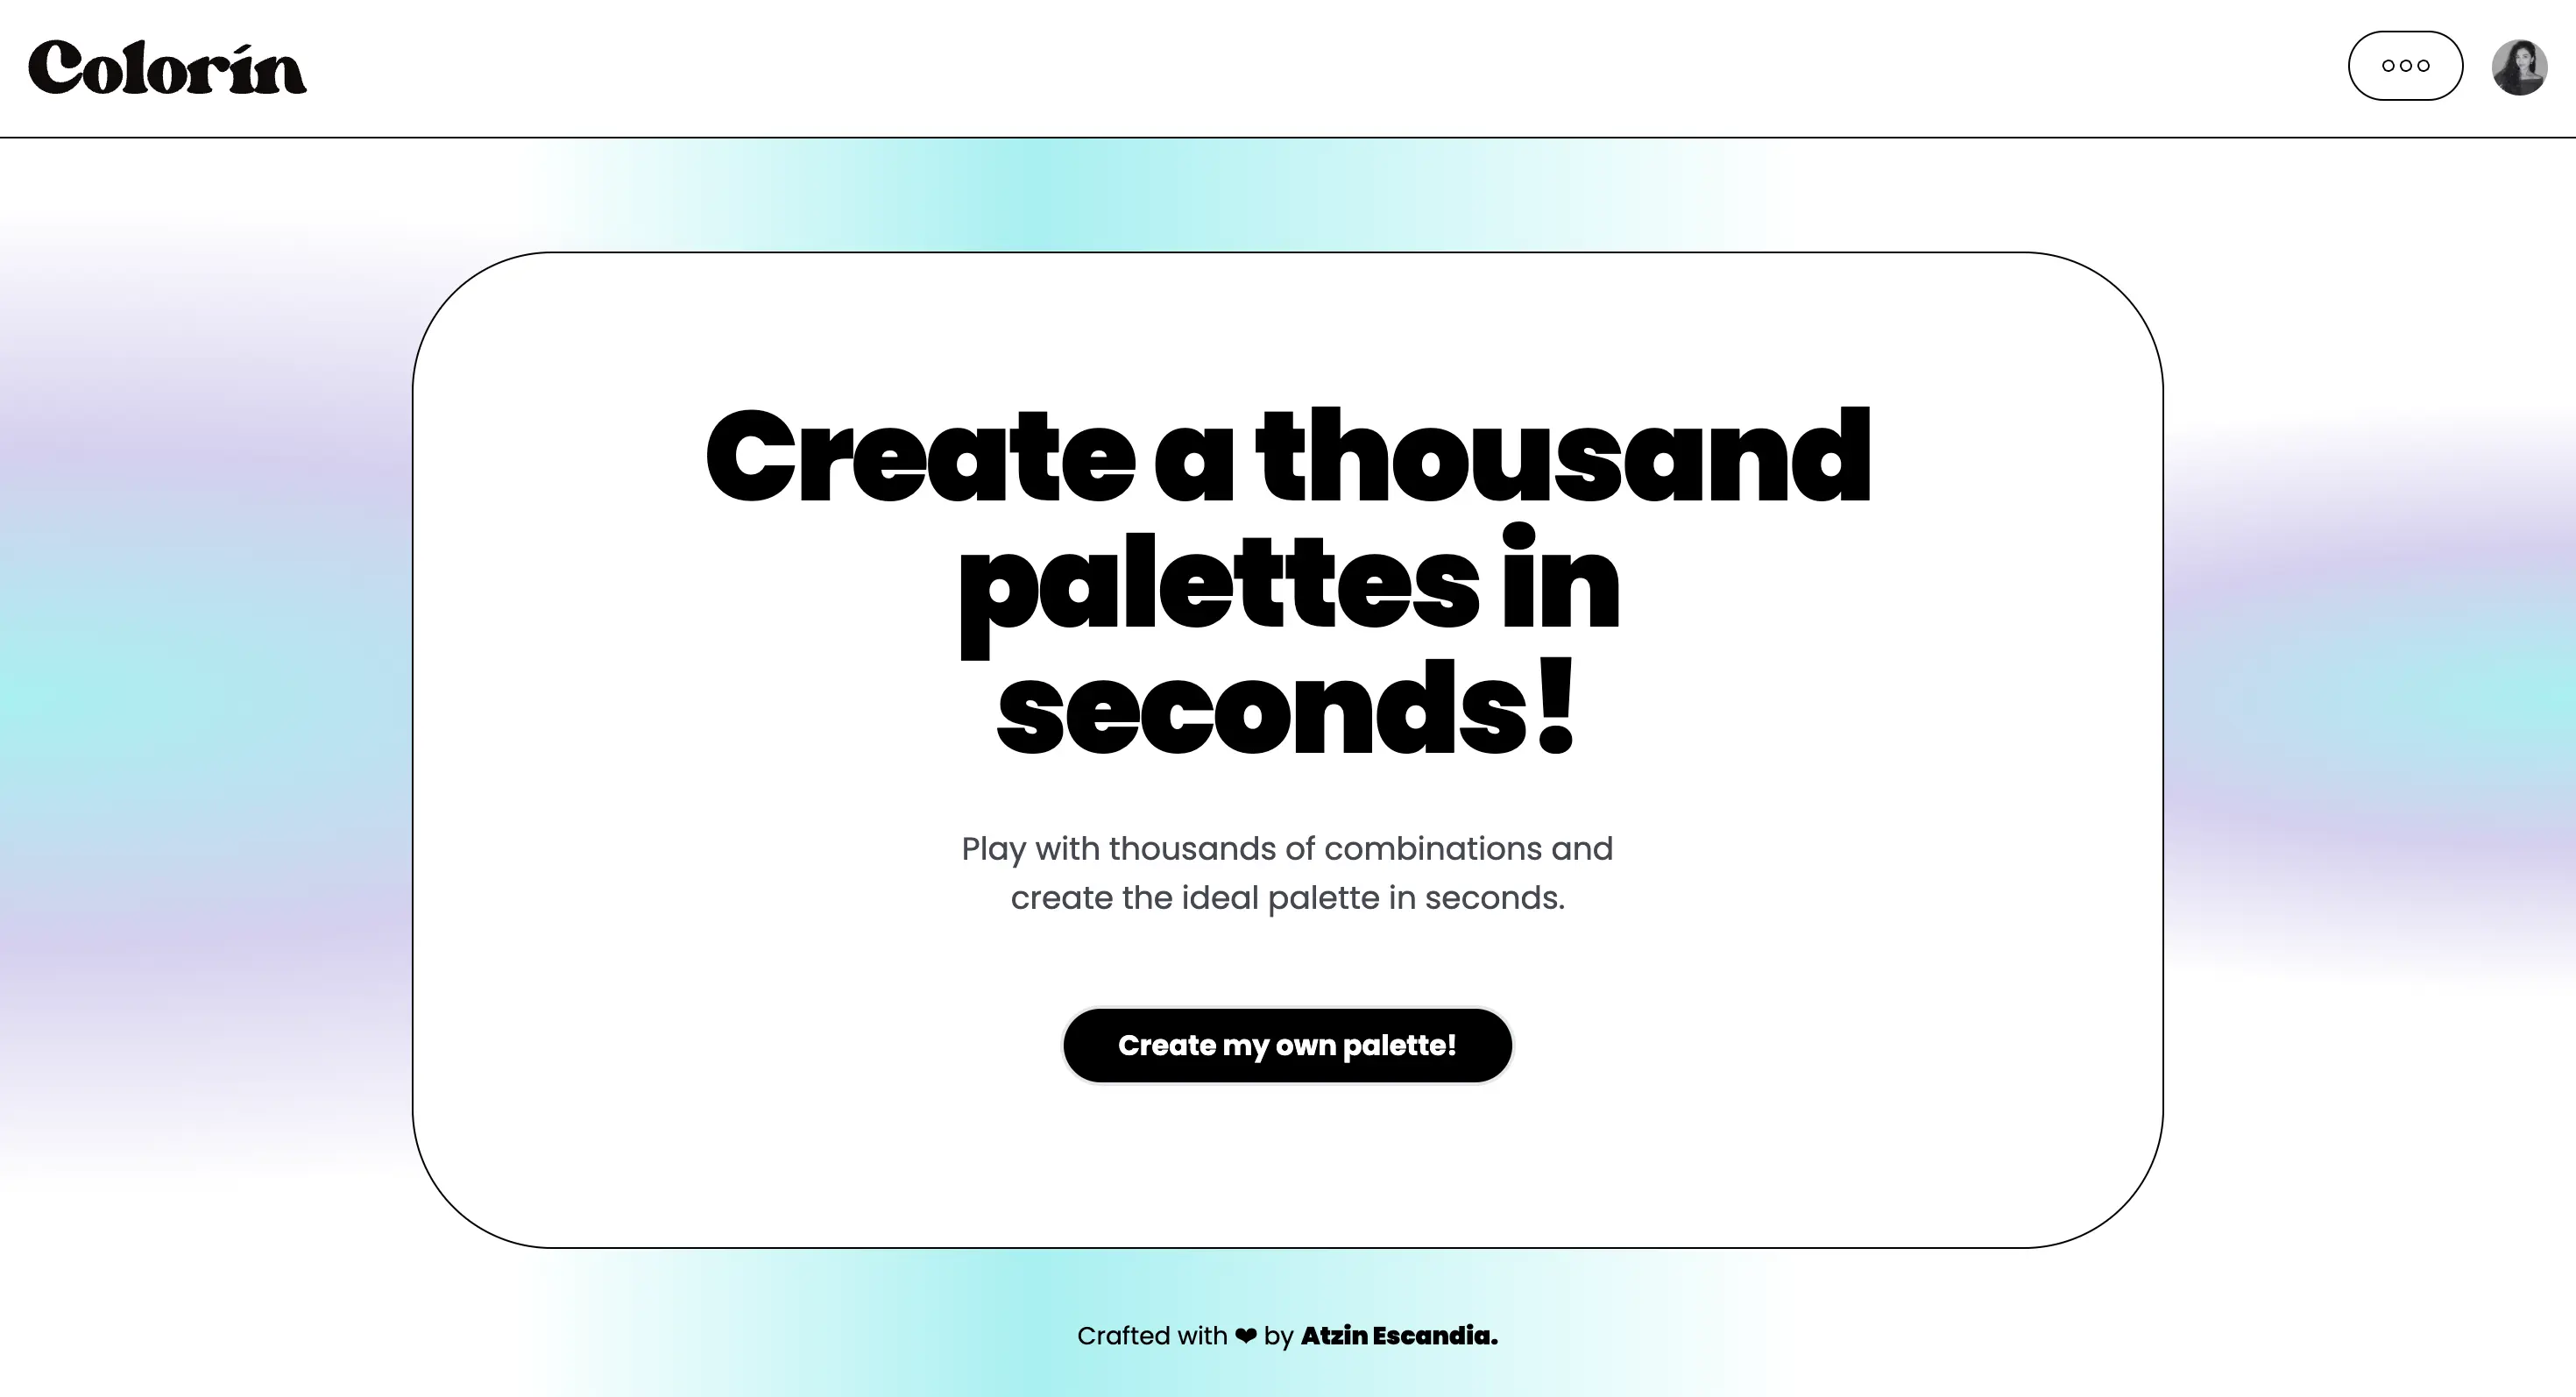 Colorín
Create a thousand
palettes in
seconds!
Play with thousands of combinations and
create the ideal palette in seconds.
Create my own palette!
Crafted with ❤ by Atzin Escandia.